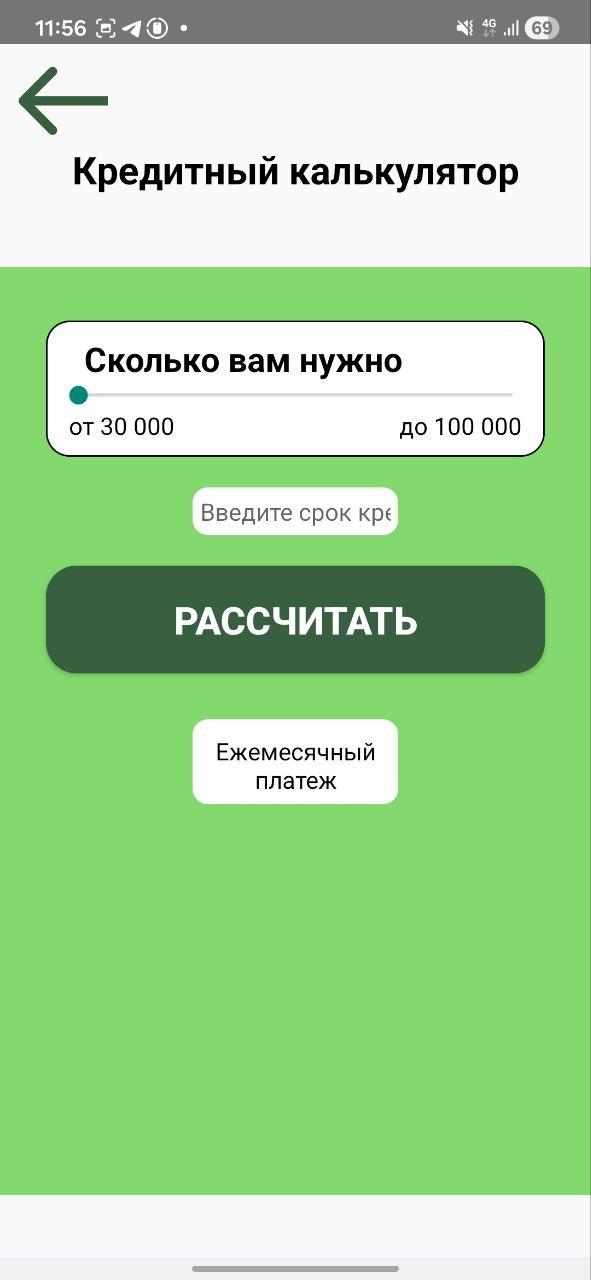 11:56
4G
69
Кредитный калькулятор
Сколько вам нужно
от 30 000
до 100 000
Введите срок кре
РАССЧИТАТЬ
Ежемесячный
платеж